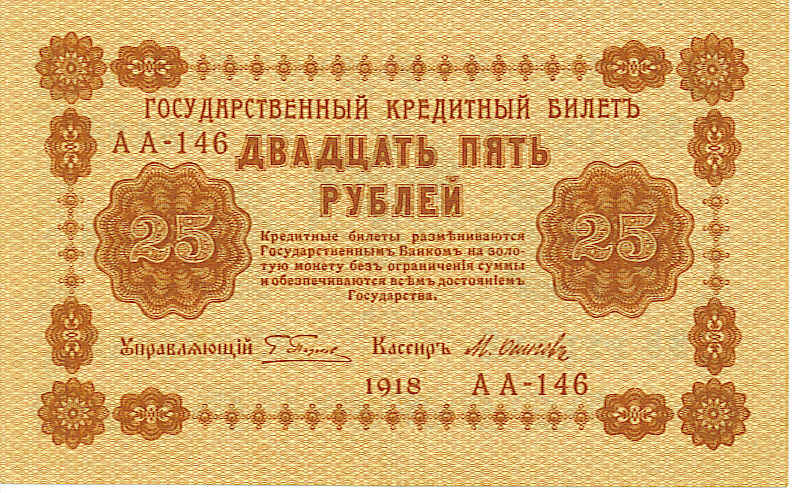 ГОСУДАРСТВЕННЫЙ КРЕДИТНЫЙ БИЛЕТЪ
АА-146 ДВАДЦАТЬ ПЯТЬ
РУБЛЕЙ
25
Кредитные билеты размѣниваются
Государственнымъ Банкомъ на золо-
тую монету безъ ограниченія суммы
и обезпечиваются всѣмъ достояніемъ
Государства.
25
Управляющій
Кассиръ
1918 АА-146